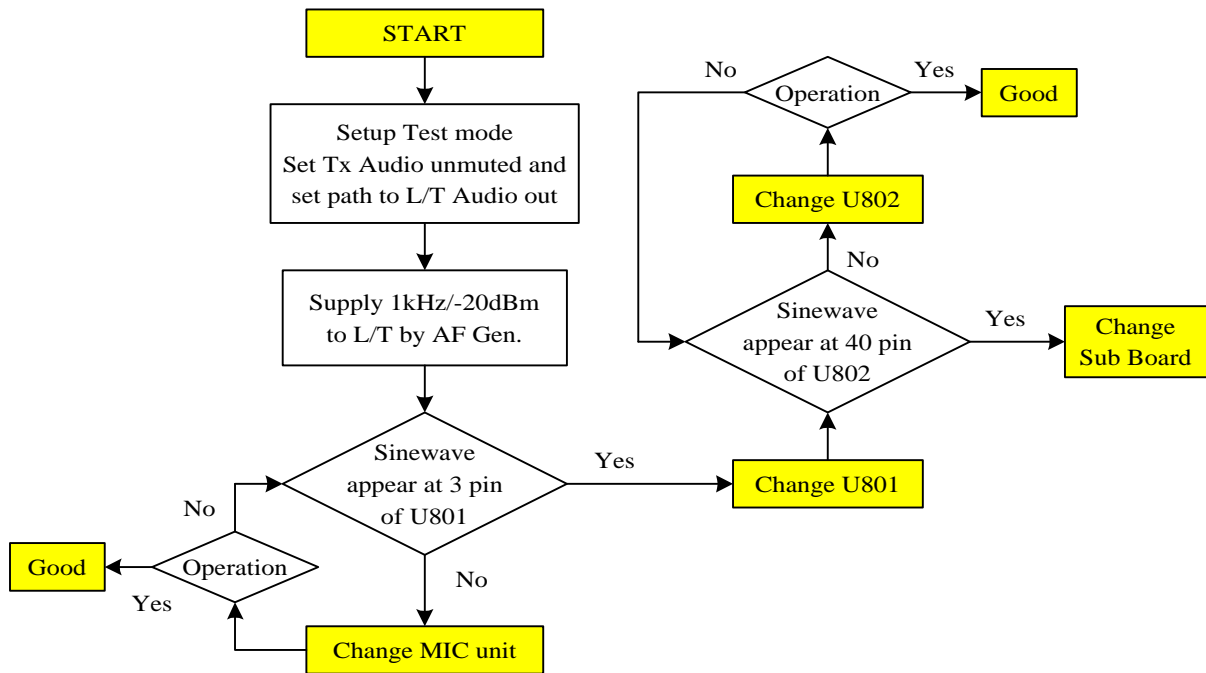 START
Setup Test mode
Set Tx Audio unmuted and
set path to L/T Audio out
Supply 1kHz/-20dBm
to L/T by AF Gen.
Sinewave
appear at 3 pin
of U801
Yes
No
Change MIC unit
Operation
No
Yes
Good
Change U801
Sinewave
appear at 40 pin
of U802
Yes
Change
Sub Board
No
Change U802
Operation
No
Yes
Good